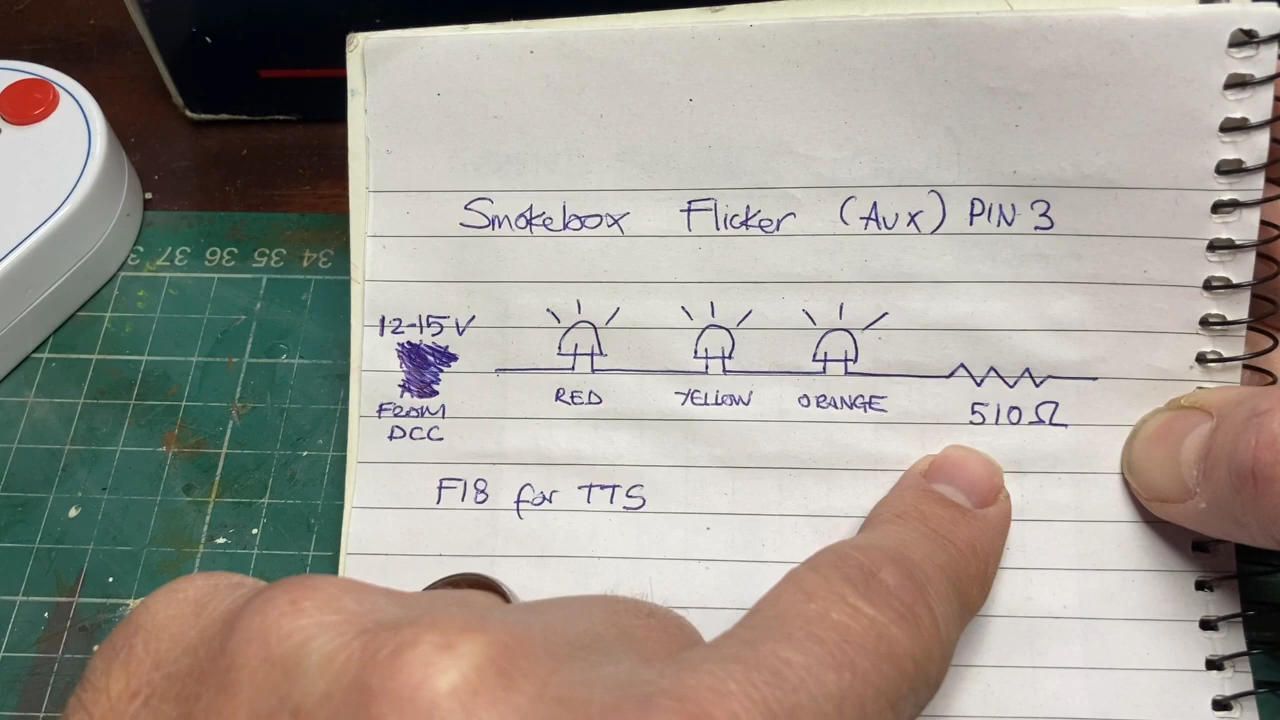 Smokebox Flicker (Aux) PIN 3
12-15V
FROM
DCC
RED YELLOW ORANGE
510Ω
F18 for TTS
37 36 35 34